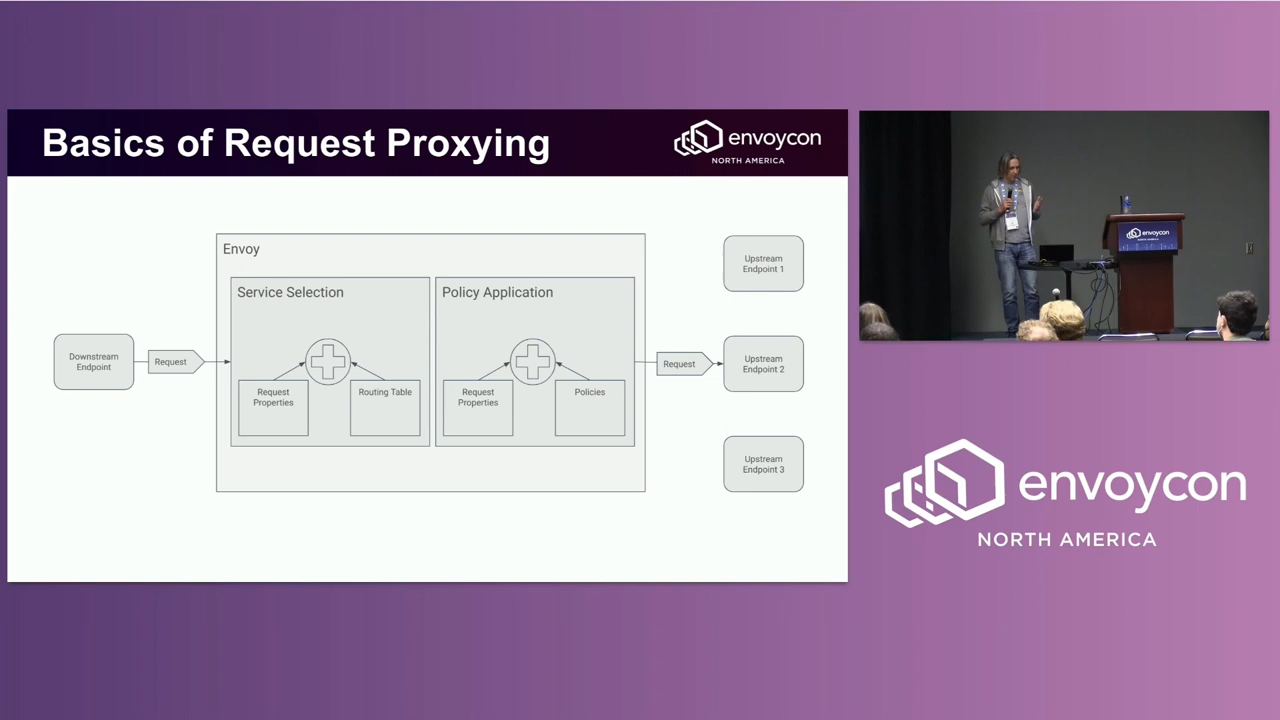 Basics of Request Proxying
envoycon
NORTH AMERICA
Envoy
Service Selection
Policy Application
Downstream
Endpoint
Request
Request
Properties
Routing Table
Request
Properties
Policies
Request
Upstream
Endpoint 1
Upstream
Endpoint 2
Upstream
Endpoint 3
envoycon
envoycon
NORTH AMERICA